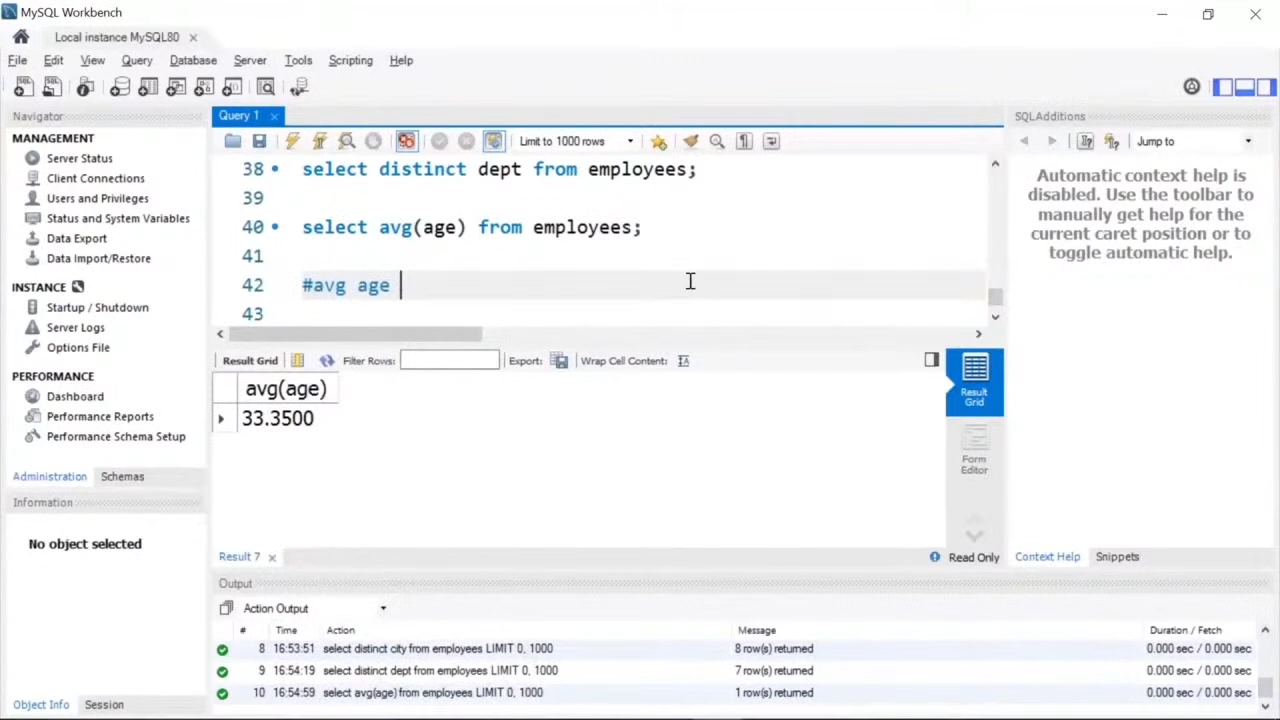 MySQL Workbench
Local instance MySQL80
File Edit View Query Database Server Tools Scripting Help
Navigator
MANAGEMENT
Server Status
Client Connections
Users and Privileges
Status and System Variables
Data Export
Data Import/Restore
INSTANCE
Startup / Shutdown
Server Logs
Options File
PERFORMANCE
Dashboard
Performance Reports
Performance Schema Setup
Administration Schemas
Information
No object selected
Object Info Session
Query 1
Limit to 1000 rows
38 select distinct dept from employees;
39
40 select avg(age) from employees;
41
42 #avg age
43
Result Grid Filter Rows: Export: Wrap Cell Content:
avg(age)
33.3500
Result Grid
Form Editor
Result 7 Read Only
SQLAdditions
Jump to
Automatic context help is
disabled. Use the toolbar to
manually get help for the
current caret position or to
toggle automatic help.
Context Help Snippets
Output
Action Output
# Time Action Message Duration / Fetch
8 16:53:51 select distinct city from employees LIMIT 0, 1000 8 row(s) returned 0.000 sec / 0.000 sec
9 16:54:19 select distinct dept from employees LIMIT 0, 1000 7 row(s) returned 0.000 sec / 0.000 sec
10 16:54:59 select avg(age) from employees LIMIT 0, 1000 1 row(s) returned 0.000 sec / 0.000 sec